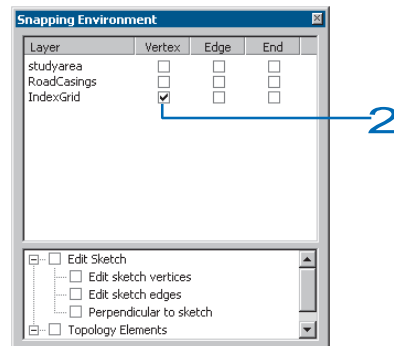 Snapping Environment
Layer Vertex Edge End
studyarea
RoadCasings
IndexGrid
2
Edit Sketch
Edit sketch vertices
Edit sketch edges
Perpendicular to sketch
Topology Elements